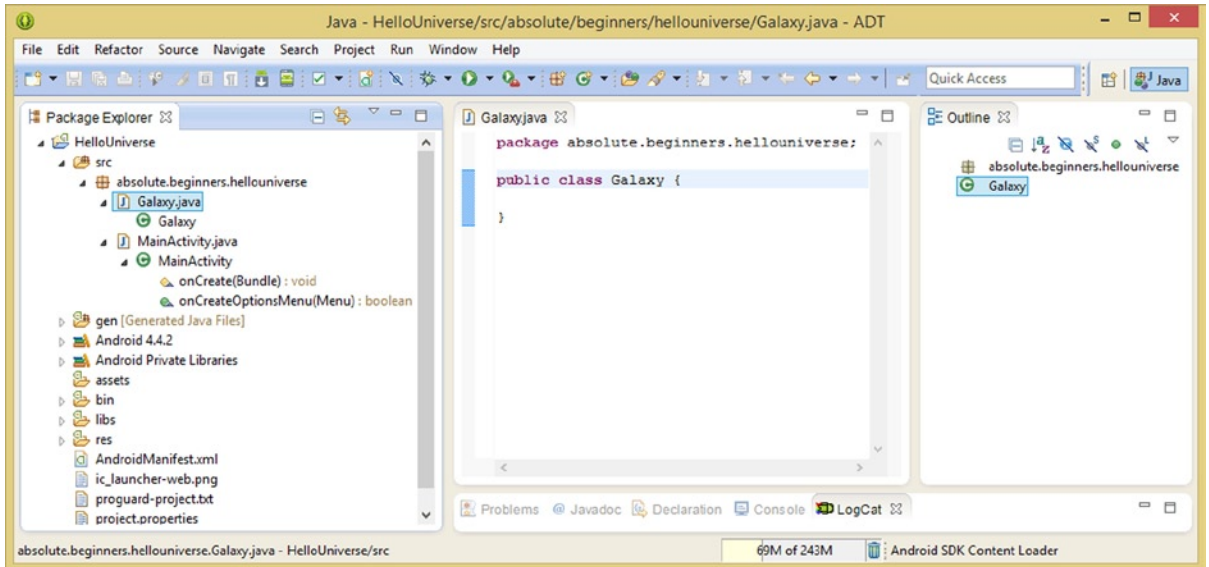 Java - HelloUniverse/src/absolute/beginners/hellouniverse/Galaxy.java - ADT
File Edit Refactor Source Navigate Search Project Run Window Help
Quick Access
Java
Package Explorer
HelloUniverse
src
absolute.beginners.hellouniverse
Galaxy.java
Galaxy
MainActivity.java
MainActivity
onCreate(Bundle) : void
onCreateOptionsMenu(Menu) : boolean
gen [Generated Java Files]
Android 4.4.2
Android Private Libraries
assets
bin
libs
res
AndroidManifest.xml
ic_launcher-web.png
proguard-project.txt
project.properties
Galaxy.java
package absolute.beginners.hellouniverse;
public class Galaxy {
}
Outline
absolute.beginners.hellouniverse
Galaxy
Problems @ Javadoc Declaration Console LogCat
absolute.beginners.hellouniverse.Galaxy.java - HelloUniverse/src
69M of 243M
Android SDK Content Loader